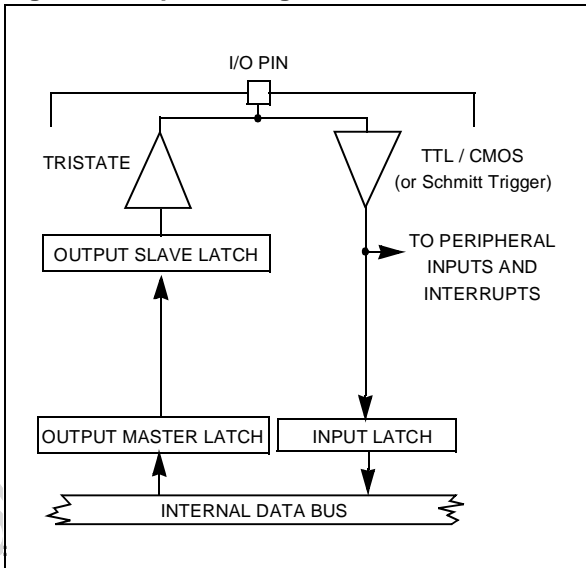 I/O PIN
TRISTATE
TTL / CMOS
(or Schmitt Trigger)
TO PERIPHERAL
INPUTS AND
INTERRUPTS
OUTPUT SLAVE LATCH
OUTPUT MASTER LATCH
INPUT LATCH
INTERNAL DATA BUS